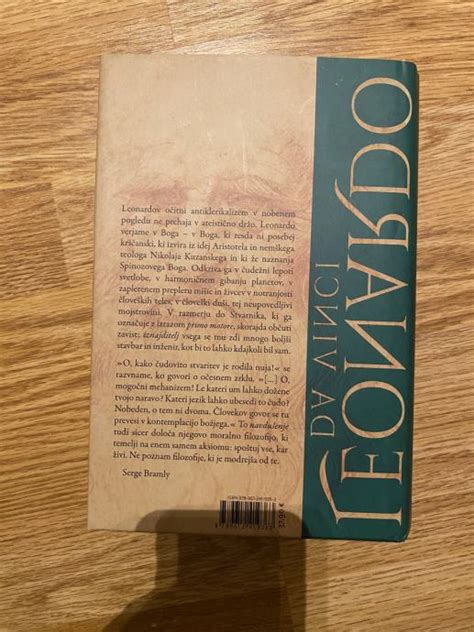 Leonardov očitni antiklerikalizem v nobenem
pogledu ne prehaja v ateistično držo. Leonardo
verjame v Boga – v Boga, ki resda ni posebej
krščanski, ki izvira iz idej Aristotela in nemškega
teologa Nikolaja Kuzanskega in ki že naznanja
Spinozovega Boga. Odkriva ga v čudežni lepoti
svetlobe, v harmoničnem gibanju planetov, v
zapletenem prepletu mišic in živcev v notranjosti
človeških teles, v človeški duši, tej neupovedljivi
mojstrovini. V razmerju do Stvarnika, ki ga
označuje z izrazom primo motore, skorajda občuti
zavist; iznajditelj vsega se mu zdi mnogo boljši
stavbar in inženir, kot bi to lahko kdajkoli bil sam.
»O, kako čudovito stvaritev je rodila nuja!« se
razvname, ko govori o očesnem zrklu, »[...] O,
mogočni mehanizem! Le kateri um lahko dožene
tvojo naravo? Kateri jezik lahko ubesedi to čudo?
Nobeden, o tem ni dvoma. Človekov govor se tu
prevesi v kontemplacijo božjega.« To navdušenje
tudi sicer določa njegovo moralno filozofijo, ki
temelji na enem samem aksiomu: spoštuj vse, kar
živi. Ne poznam filozofije, ki je modrejša od te.
Serge Bramly
37,90 €
LEONARDO
DA VINCI